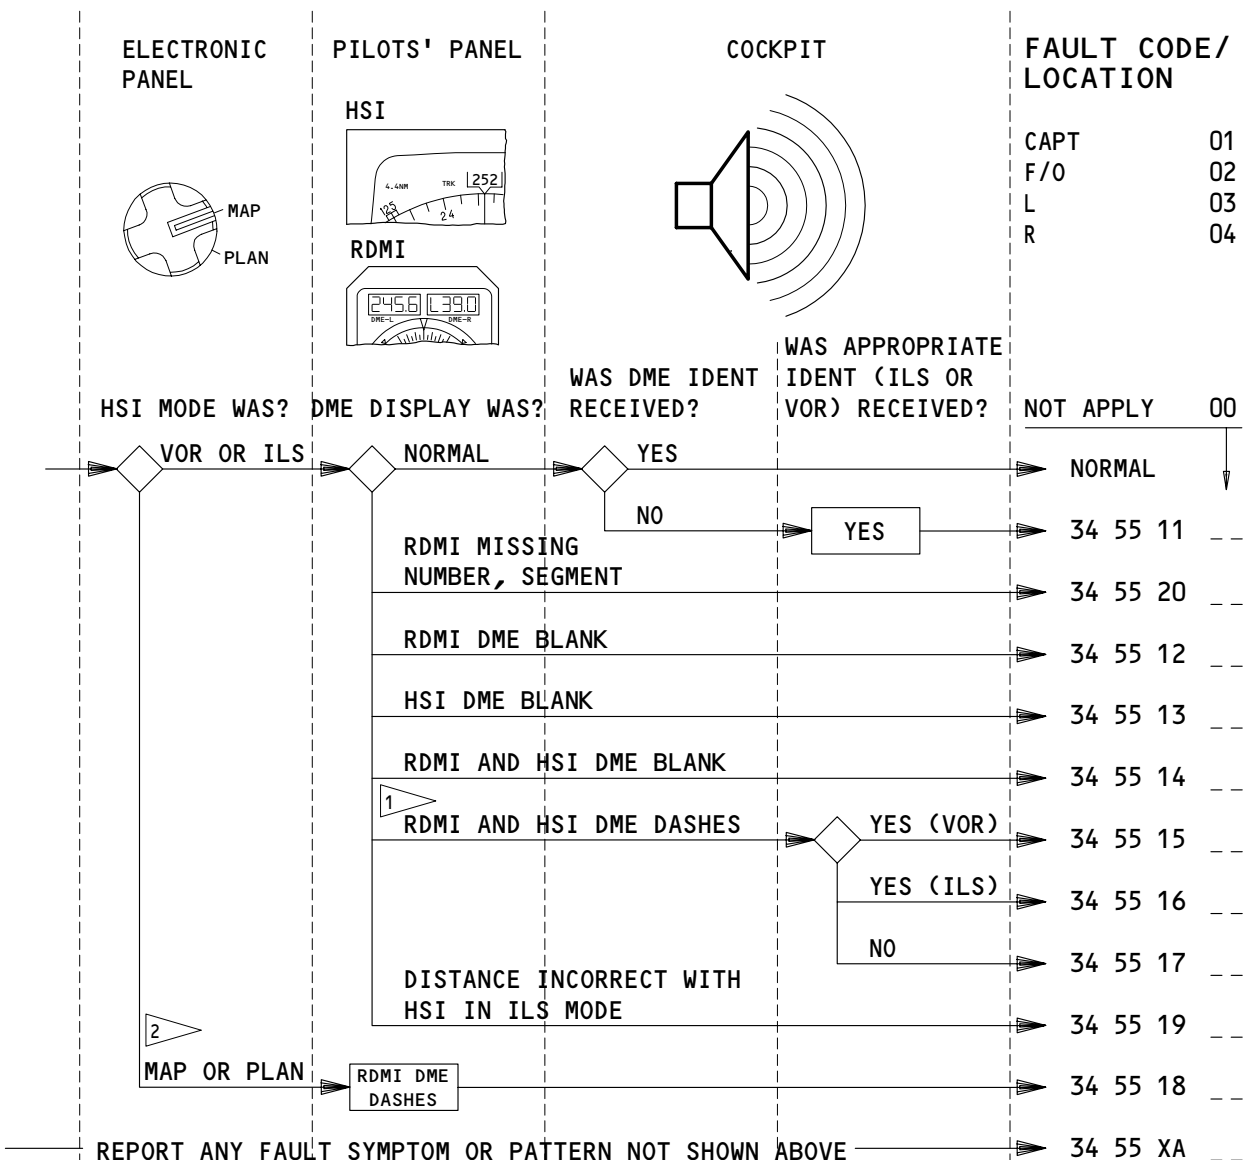 ELECTRONIC
PANEL
PILOTS' PANEL
COCKPIT
FAULT CODE/
LOCATION
HSI
4.4NM
TRK
252
125
24
MAP
PLAN
RDMI
245.6
L39.0
DME-L
DME-R
CAPT 01
F/O 02
L 03
R 04
HSI MODE WAS?
DME DISPLAY WAS?
WAS DME IDENT
RECEIVED?
WAS APPROPRIATE
IDENT (ILS OR
VOR) RECEIVED?
NOT APPLY 00
VOR OR ILS
NORMAL
YES
NORMAL
NO
YES
34 55 11 _ _
RDMI MISSING
NUMBER, SEGMENT
34 55 20 _ _
RDMI DME BLANK
34 55 12 _ _
HSI DME BLANK
34 55 13 _ _
RDMI AND HSI DME BLANK
34 55 14 _ _
1
RDMI AND HSI DME DASHES
YES (VOR)
34 55 15 _ _
YES (ILS)
34 55 16 _ _
NO
34 55 17 _ _
DISTANCE INCORRECT WITH
HSI IN ILS MODE
34 55 19 _ _
2
MAP OR PLAN
RDMI DME
DASHES
34 55 18 _ _
REPORT ANY FAULT SYMPTOM OR PATTERN NOT SHOWN ABOVE
34 55 XA _ _